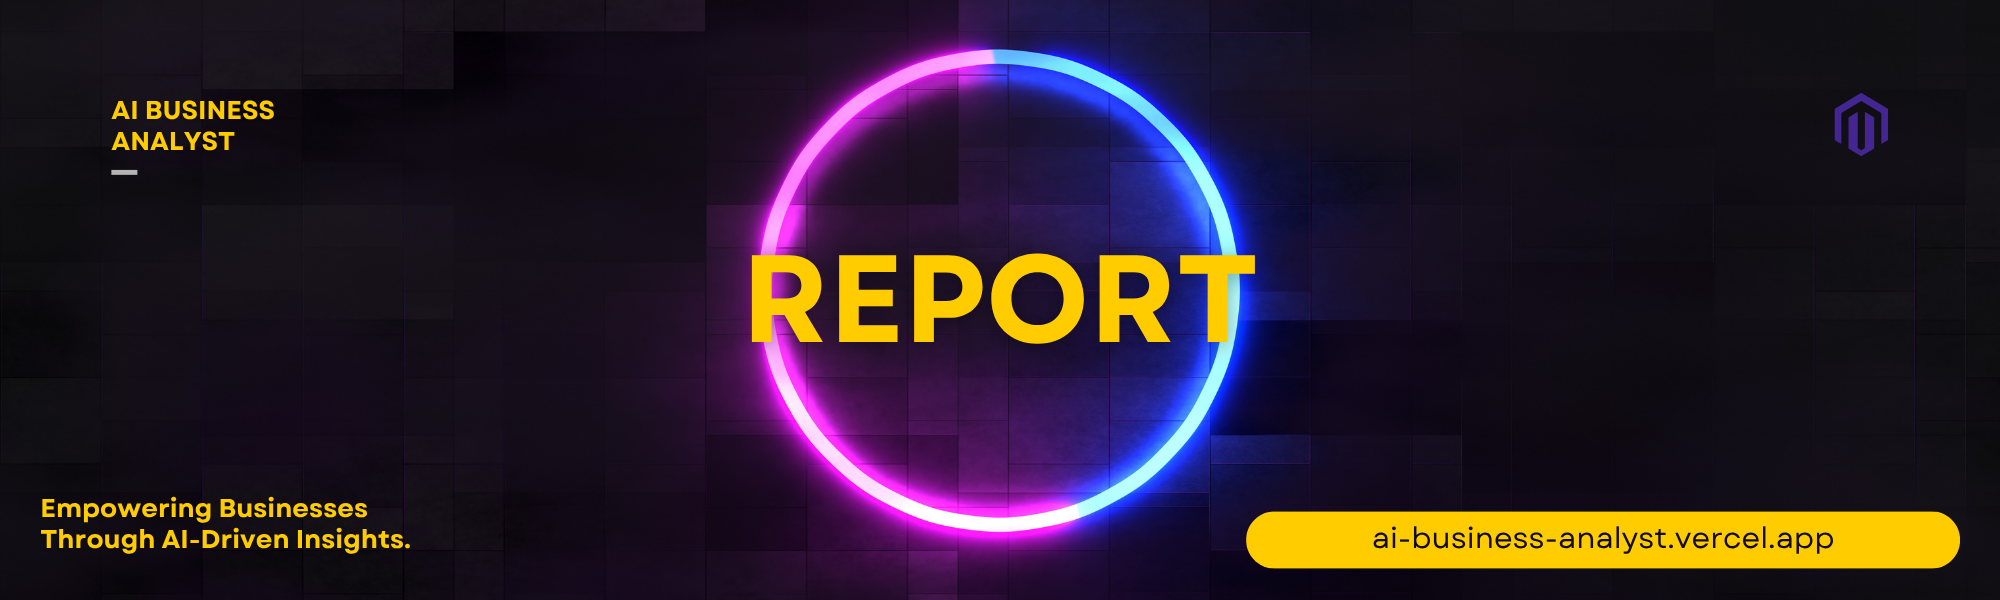 AI BUSINESS
ANALYST
REPORT
Empowering Businesses
Through AI-Driven Insights.
ai-business-analyst.vercel.app